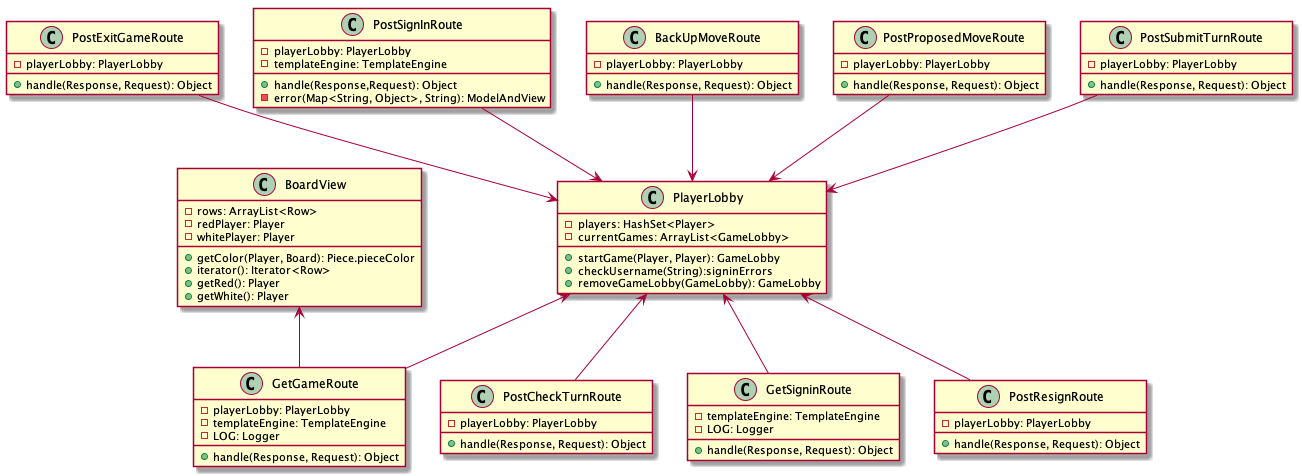 C PostExitGameRoute
playerLobby: PlayerLobby
handle(Response, Request): Object
C PostSignInRoute
playerLobby: PlayerLobby
templateEngine: TemplateEngine
handle(Response,Request): Object
error(Map<String, Object>, String): ModelAndView
C BackUpMoveRoute
playerLobby: PlayerLobby
handle(Response, Request): Object
C PostProposedMoveRoute
playerLobby: PlayerLobby
handle(Response, Request): Object
C PostSubmitTurnRoute
playerLobby: PlayerLobby
handle(Response, Request): Object
C BoardView
rows: ArrayList<Row>
redPlayer: Player
whitePlayer: Player
getColor(Player, Board): Piece.pieceColor
iterator(): Iterator<Row>
getRed(): Player
getWhite(): Player
C PlayerLobby
players: HashSet<Player>
currentGames: ArrayList<GameLobby>
startGame(Player, Player): GameLobby
checkUsername(String):signinErrors
removeGameLobby(GameLobby): GameLobby
C GetGameRoute
playerLobby: PlayerLobby
templateEngine: TemplateEngine
LOG: Logger
handle(Response, Request): Object
C PostCheckTurnRoute
playerLobby: PlayerLobby
handle(Response, Request): Object
C GetSigninRoute
templateEngine: TemplateEngine
LOG: Logger
handle(Response, Request): Object
C PostResignRoute
playerLobby: PlayerLobby
handle(Response, Request): Object